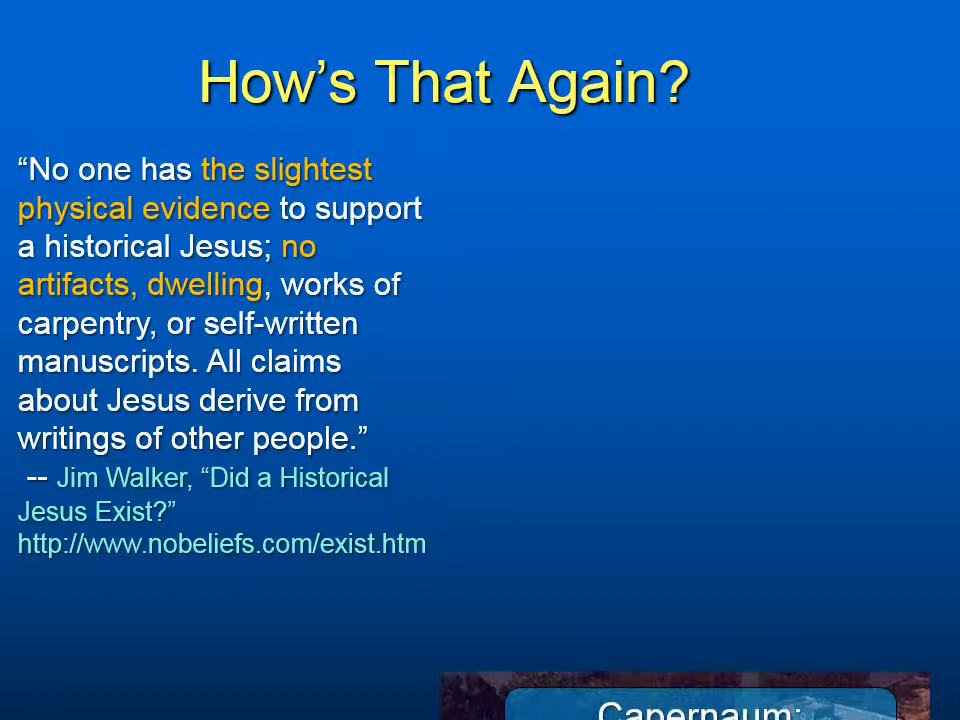 How’s That Again?
“No one has the slightest
physical evidence to support
a historical Jesus; no
artifacts, dwelling, works of
carpentry, or self-written
manuscripts. All claims
about Jesus derive from
writings of other people.”
-- Jim Walker, “Did a Historical
Jesus Exist?”
http://www.nobeliefs.com/exist.htm
Capernaum: